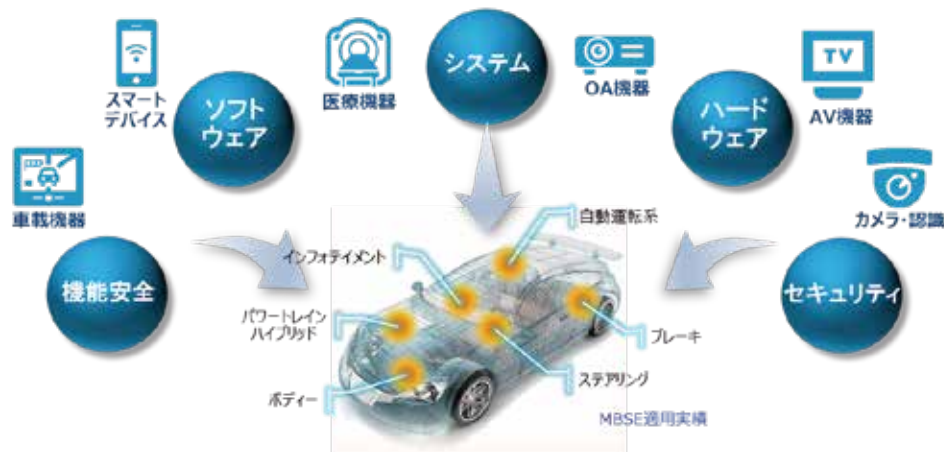 スマート
デバイス
ソフト
ウェア
医療機器
システム
OA機器
ハード
ウェア
TV
AV機器
車載機器
カメラ・認識
機能安全
セキュリティ
自動運転系
インフォテイメント
パワートレイン
ハイブリッド
ブレーキ
ステアリング
ボディー
MBSE適用実績